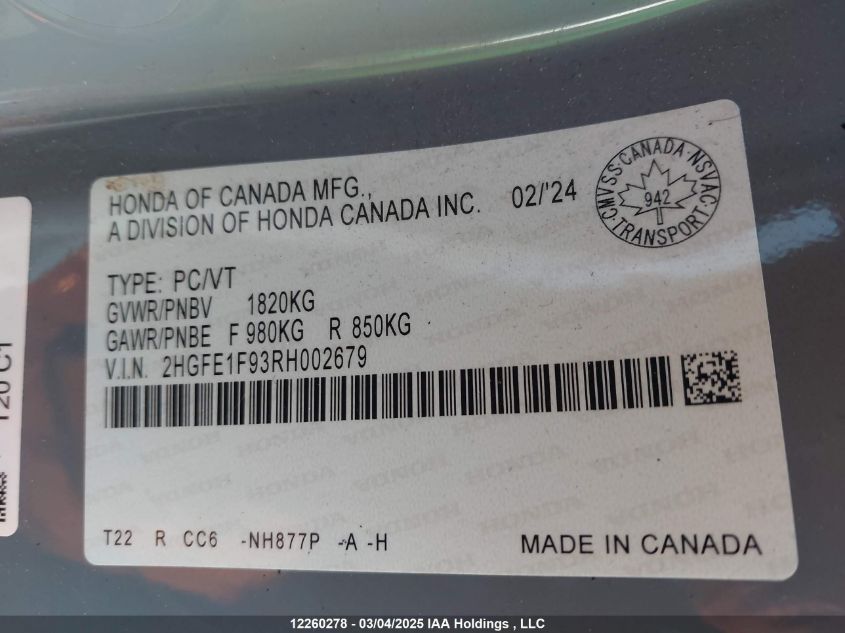 HONDA OF CANADA MFG.,
A DIVISION OF HONDA CANADA INC. 02/'24
CMVSS·CANADA·NSVAC
942
TRANSPORT
TYPE: PC/VT
GVWR/PNBV 1820KG
GAWR/PNBE F 980KG R 850KG
V.I.N. 2HGFE1F93RH002679
T22 R CC6 -NH877P -A -H
MADE IN CANADA
12260278 - 03/04/2025 IAA Holdings , LLC